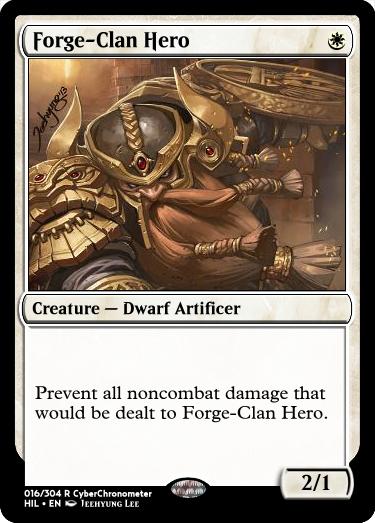 Forge-Clan Hero
Creature — Dwarf Artificer
Prevent all noncombat damage that
would be dealt to Forge-Clan Hero.
016/304 R CyberChronometer
HIL • EN Jeehyung Lee
2/1